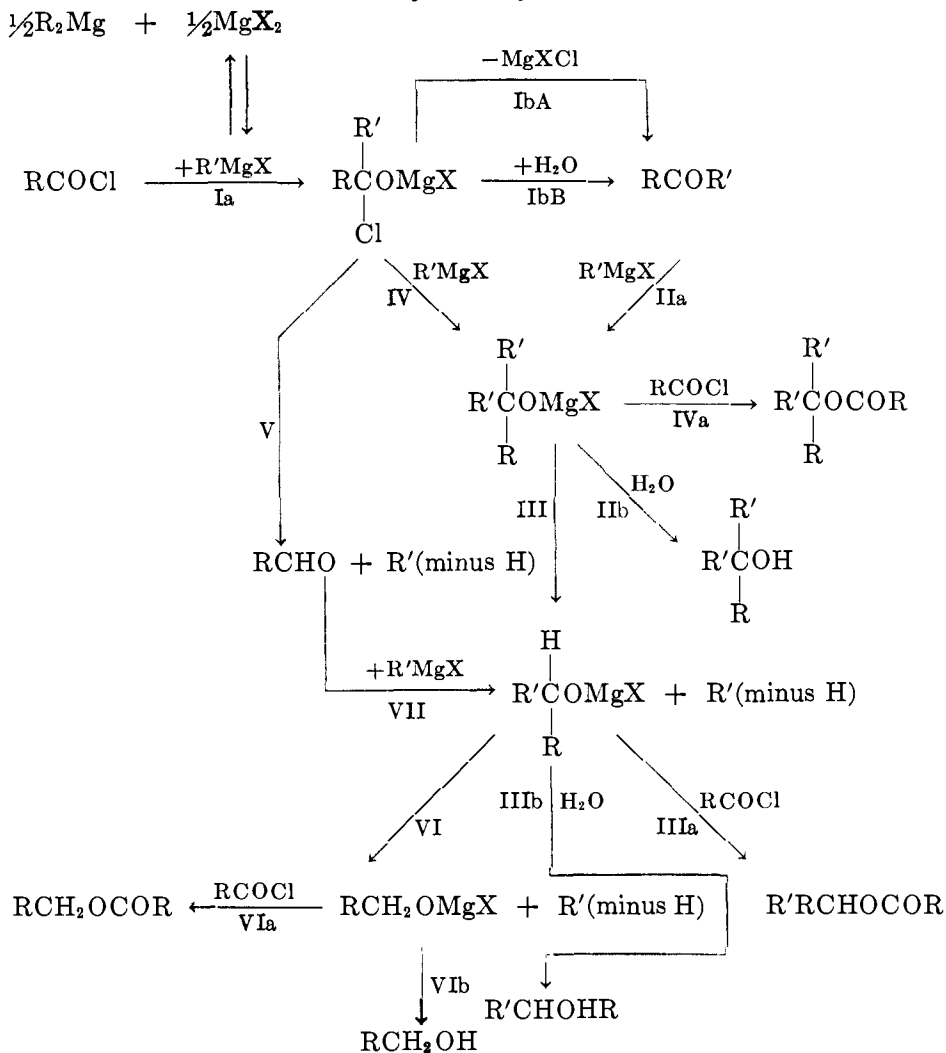 ½R₂Mg + ½MgX₂
−MgXCl
IbA
R'
RCOCl +R'MgX RCOMgX +H₂O RCOR'
Ia IbB
Cl
R'MgX R'MgX
IV IIa
R'
V R'COMgX RCOCl R'COCOR
IVa
R R'
R
III IIb H₂O
R'
RCHO + R'(minus H) R'COH
R
H
+R'MgX R'COMgX + R'(minus H)
VII
R
VI IIIb H₂O IIIa RCOCl
RCH₂OCOR RCOCl RCH₂OMgX + R'(minus H) R'RCHOCOR
VIa
VIb R'CHOHR
RCH₂OH